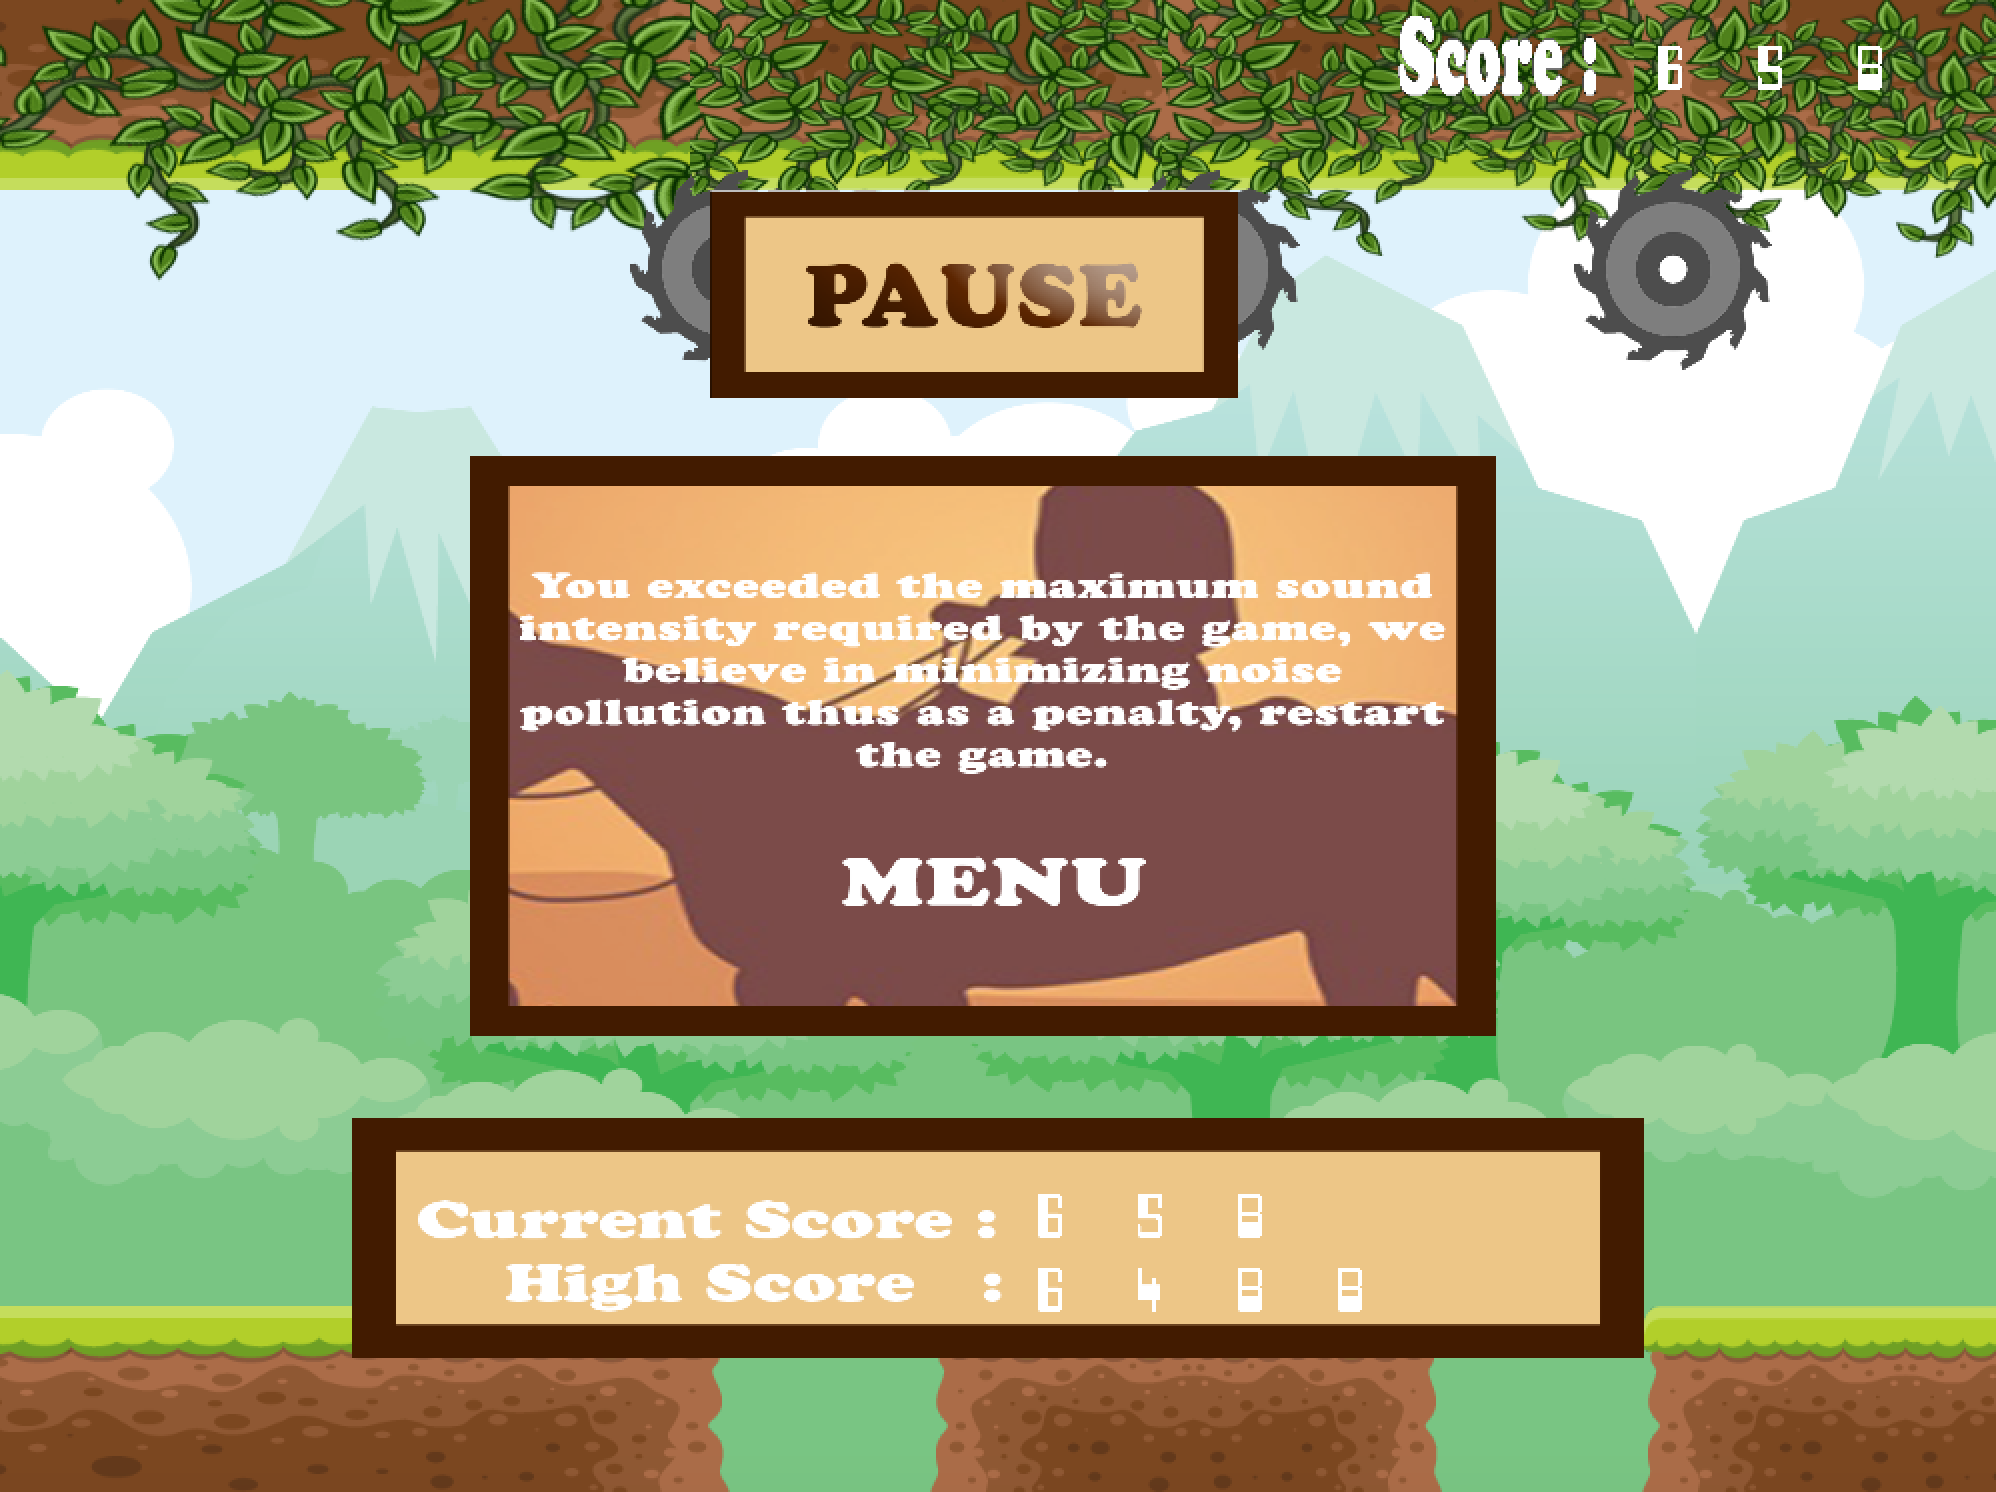 Score : 6 5 8
PAUSE
You exceeded the maximum sound
intensity required by the game, we
believe in minimizing noise
pollution thus as a penalty, restart
the game.
MENU
Current Score : 6 5 8
High Score : 6 4 8 8